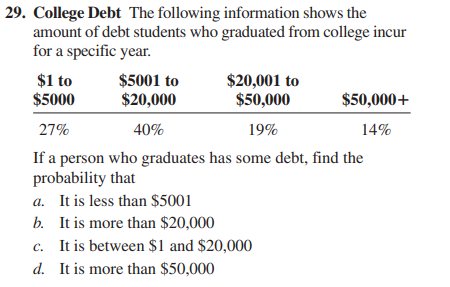 29. College Debt The following information shows the
amount of debt students who graduated from college incur
for a specific year.
$1 to $5001 to $20,001 to
$5000 $20,000 $50,000 $50,000+
27% 40% 19% 14%
If a person who graduates has some debt, find the
probability that
a. It is less than $5001
b. It is more than $20,000
c. It is between $1 and $20,000
d. It is more than $50,000